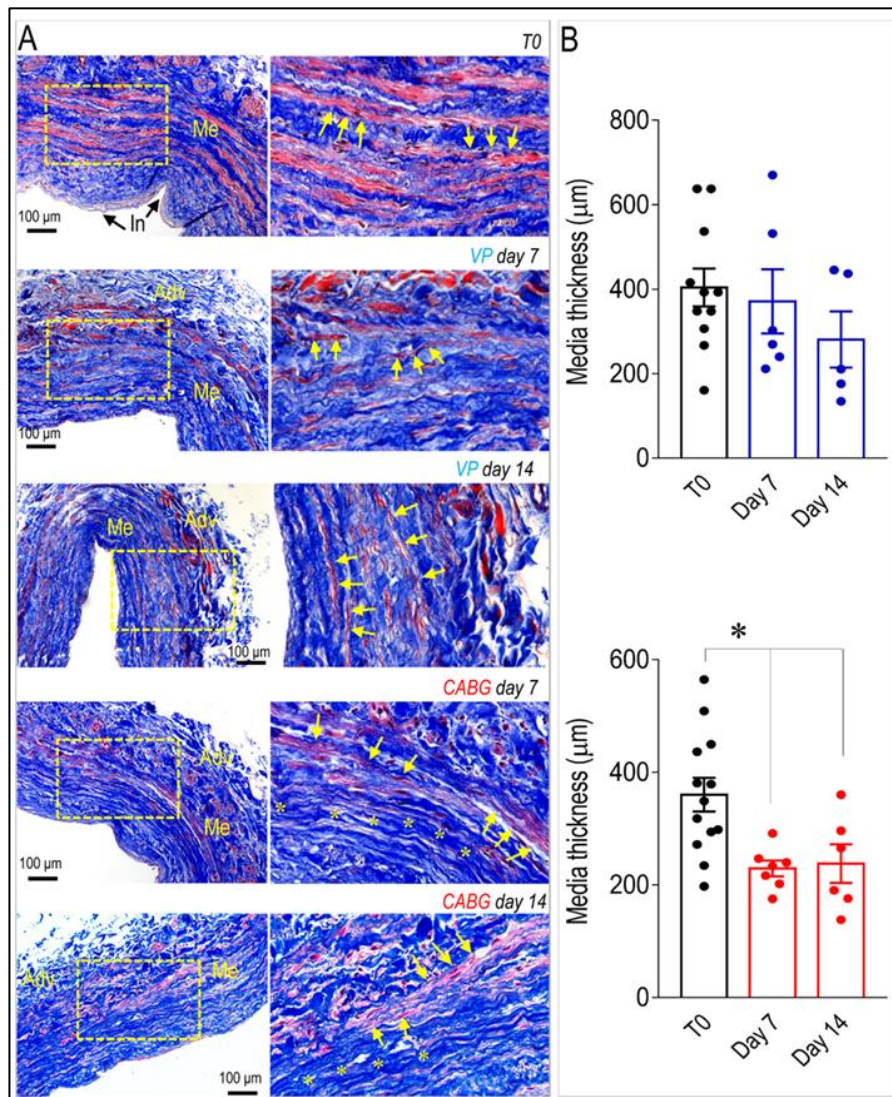 A
T0
Me
In
100 µm
VP day 7
Adv
Me
100 µm
VP day 14
Me
Adv
100 µm
CABG day 7
Adv
Me
*
*
*
*
*
*
*
100 µm
CABG day 14
Adv
Me
*
*
*
*
*
100 µm
B
Media thickness (µm)
800
600
400
200
0
T0
Day 7
Day 14
*
Media thickness (µm)
600
400
200
0
T0
Day 7
Day 14